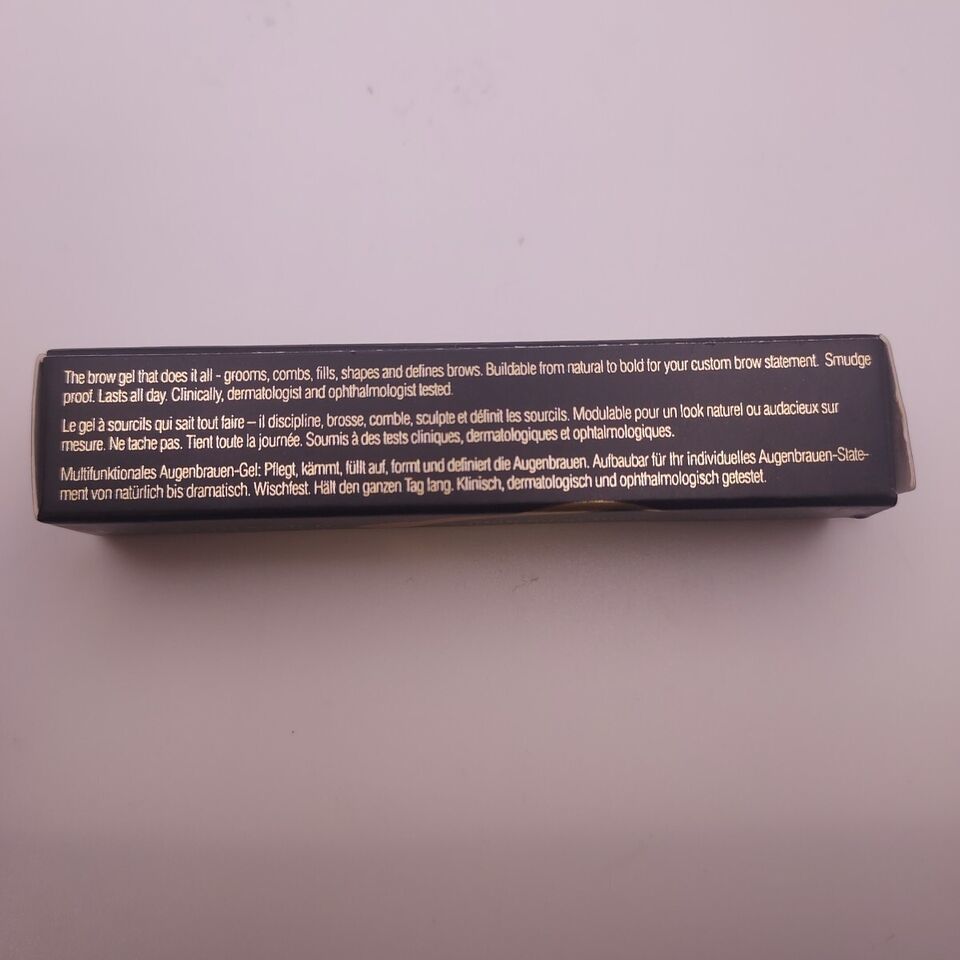 The brow gel that does it all - grooms, combs, fills, shapes and defines brows. Buildable from natural to bold for your custom brow statement. Smudge
proof. Lasts all day. Clinically, dermatologist and ophthalmologist tested.
Le gel à sourcils qui sait tout faire – il discipline, brosse, comble, sculpte et définit les sourcils. Modulable pour un look naturel ou audacieux sur
mesure. Ne tache pas. Tient toute la journée. Soumis à des tests cliniques, dermatologiques et ophtalmologiques.
Multifunktionales Augenbrauen-Gel: Pflegt, kämmt, füllt auf, formt und definiert die Augenbrauen. Aufbaubar für Ihr individuelles Augenbrauen-State-
ment von natürlich bis dramatisch. Wischfest. Hält den ganzen Tag lang. Klinisch, dermatologisch und ophthalmologisch getestet.